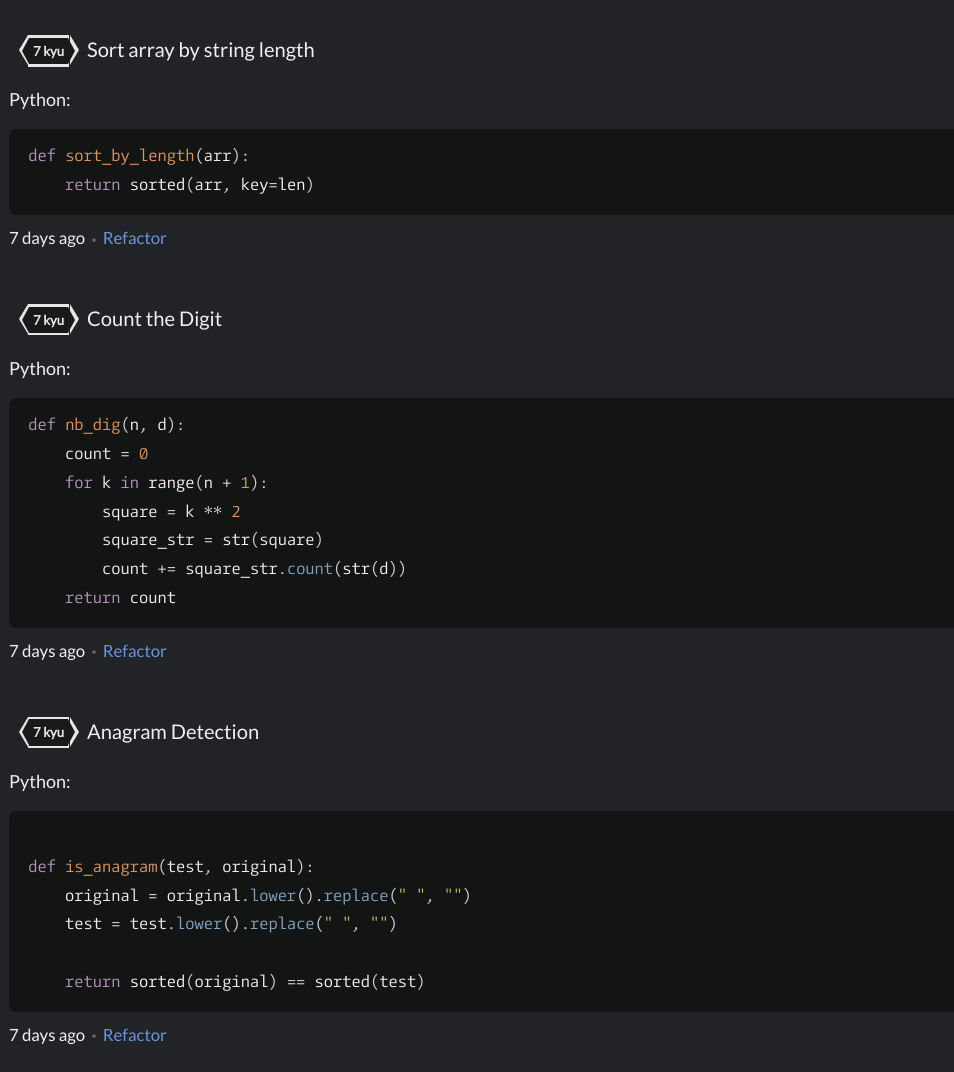 7 kyu Sort array by string length
Python:
def sort_by_length(arr):
    return sorted(arr, key=len)
7 days ago • Refactor
7 kyu Count the Digit
Python:
def nb_dig(n, d):
    count = 0
    for k in range(n + 1):
        square = k ** 2
        square_str = str(square)
        count += square_str.count(str(d))
    return count
7 days ago • Refactor
7 kyu Anagram Detection
Python:
def is_anagram(test, original):
    original = original.lower().replace(" ", "")
    test = test.lower().replace(" ", "")
    return sorted(original) == sorted(test)
7 days ago • Refactor